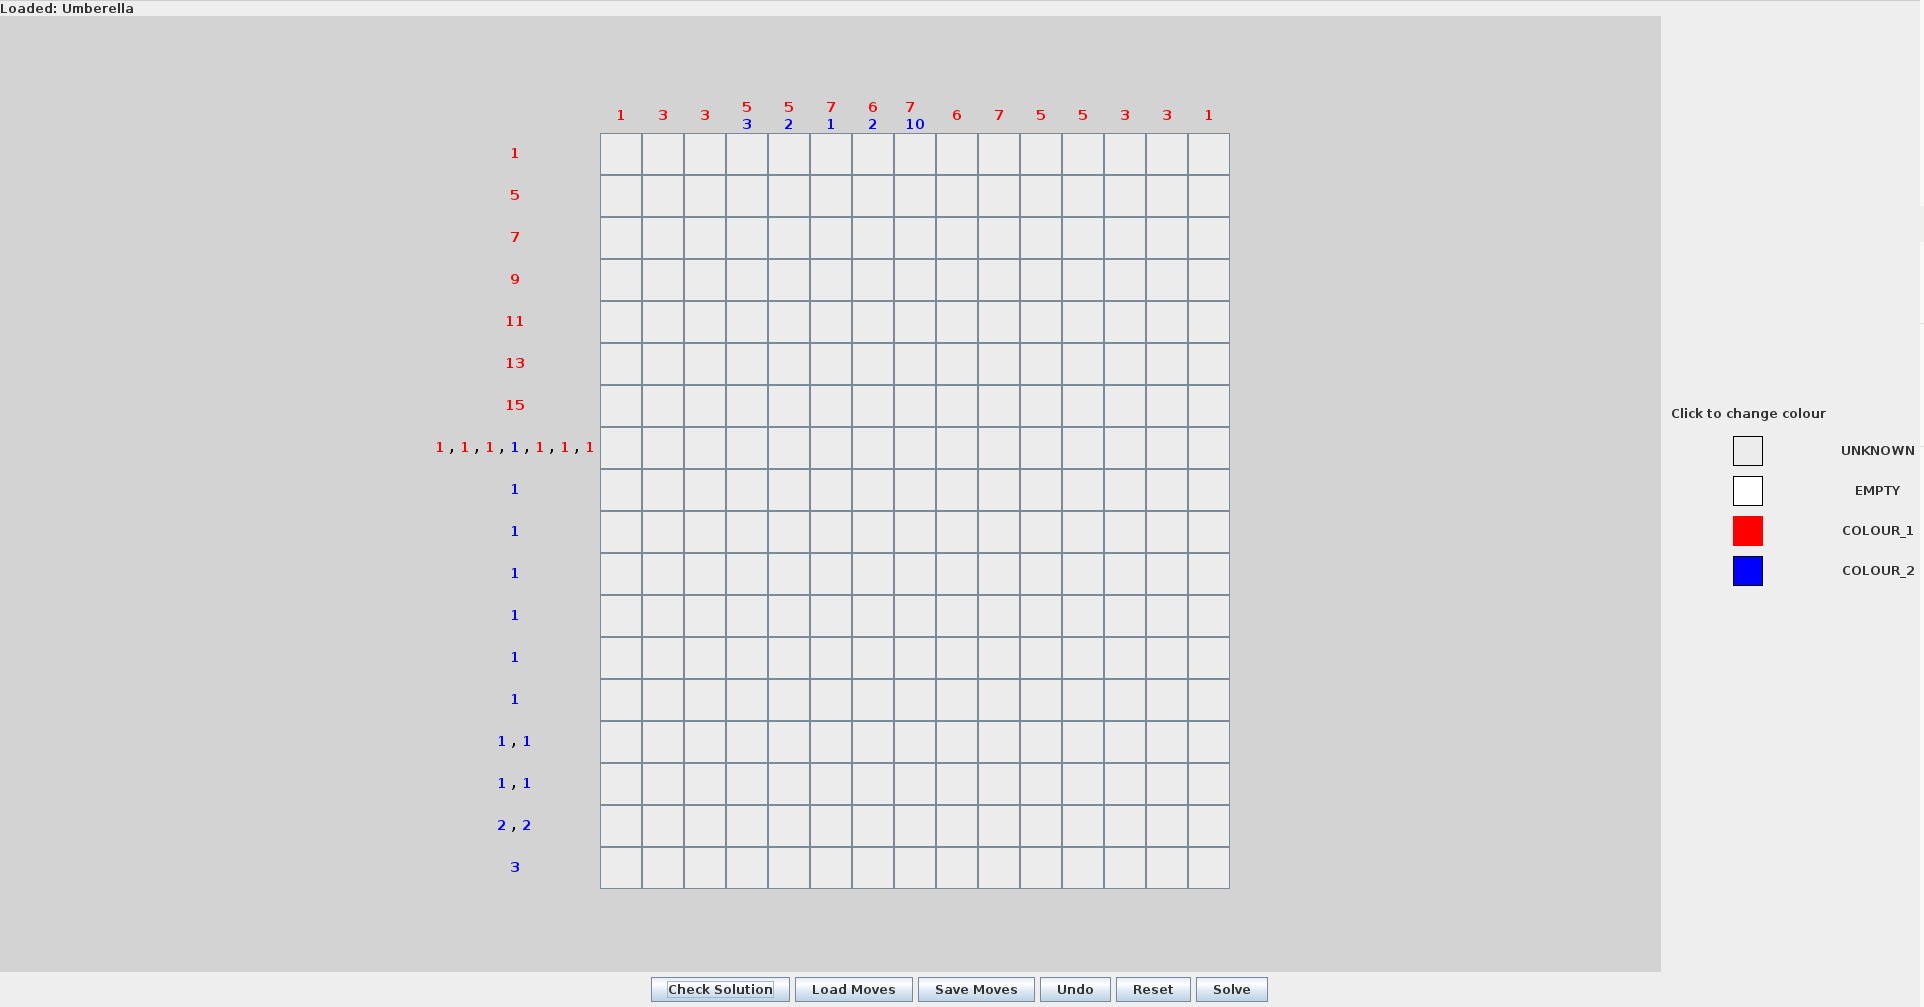 Loaded: Umberella
5 5 7 6 7
1 3 3 3 2 1 2 10 6 7 5 5 3 3 1
1
5
7
9
11
13
15
1 , 1 , 1 , 1 , 1 , 1 , 1
1
1
1
1
1
1
1 , 1
1 , 1
2 , 2
3
Click to change colour
UNKNOWN
EMPTY
COLOUR_1
COLOUR_2
Check Solution Load Moves Save Moves Undo Reset Solve